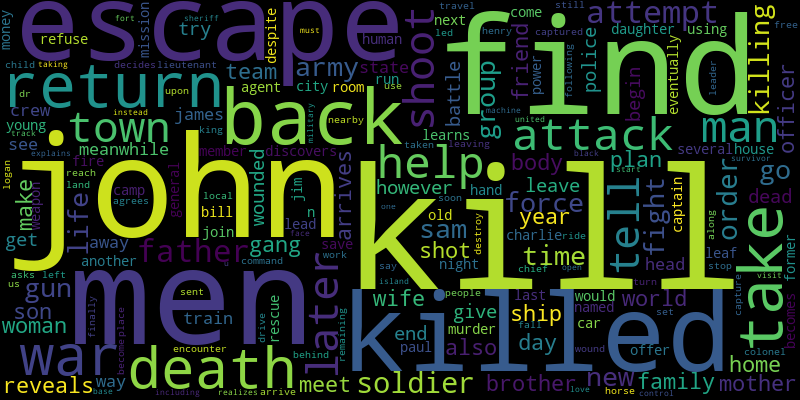 money
fort
sheriff
escape
mission
despite
must
find
come
next
travel
still
attempt
led
henry
captured
free
refuse
try
human
shoot
friend
daughter
using
killing
child
taking
decides
lieutenant
team
army
state
battle
power
police
following
eventually
return
dr
upon
agent
city
room
run
use
group
leader
machine
crew
instead
james
back
military
nearby
learns
united
begin
officer
young
track
town
king
taken
leaving
attack
man
see
explains
meanwhile
member
discovers
help
body
black
several
house
logan
john
fire
wounded
arrives
kill
however
plan
start
survivor
make
weapon
reach
land
life
camp
agrees
general
local
bill
jim
hand
force
leave
tell
fight
order
go
dead
join
n
soon
old
year
captain
get
away
father
lead
save
face
one
sam
destroy
charlie
ride
head
along
leaf
take
another
gang
work
shot
time
stop
former
us
asks
left
men
command
later
say
night
chief
open
turn
visit
gun
sent
island
wife
people
last
would
world
capture
becomes
son
finally
train
drive
rescue
remaining
killed
give
ship
named
set
woman
become
place
encounter
behind
end
murder
fall
car
war
death
paul
also
day
wound
offer
colonel
home
reveals
way
base
including
realizes
arrive
meet
soldier
brother
love
new
horse
control
family
mother